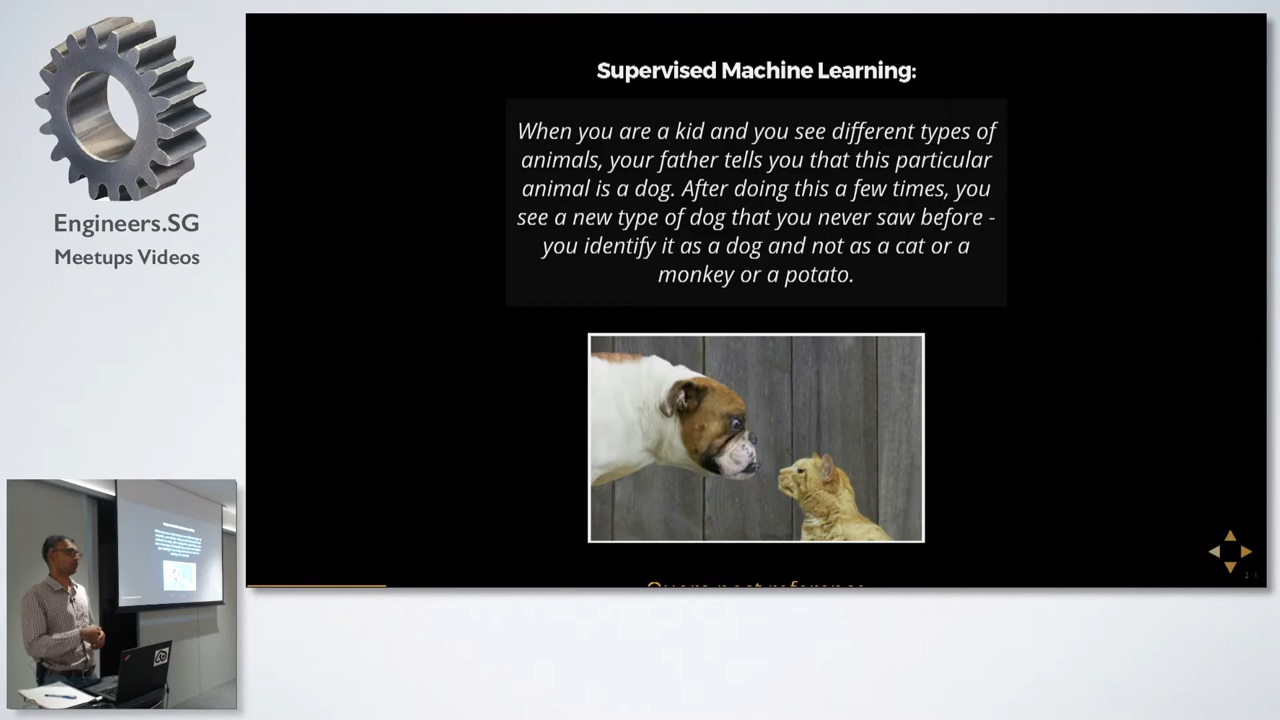 Engineers.SG
Meetups Videos
Supervised Machine Learning:
When you are a kid and you see different types of
animals, your father tells you that this particular
animal is a dog. After doing this a few times, you
see a new type of dog that you never saw before -
you identify it as a dog and not as a cat or a
monkey or a potato.